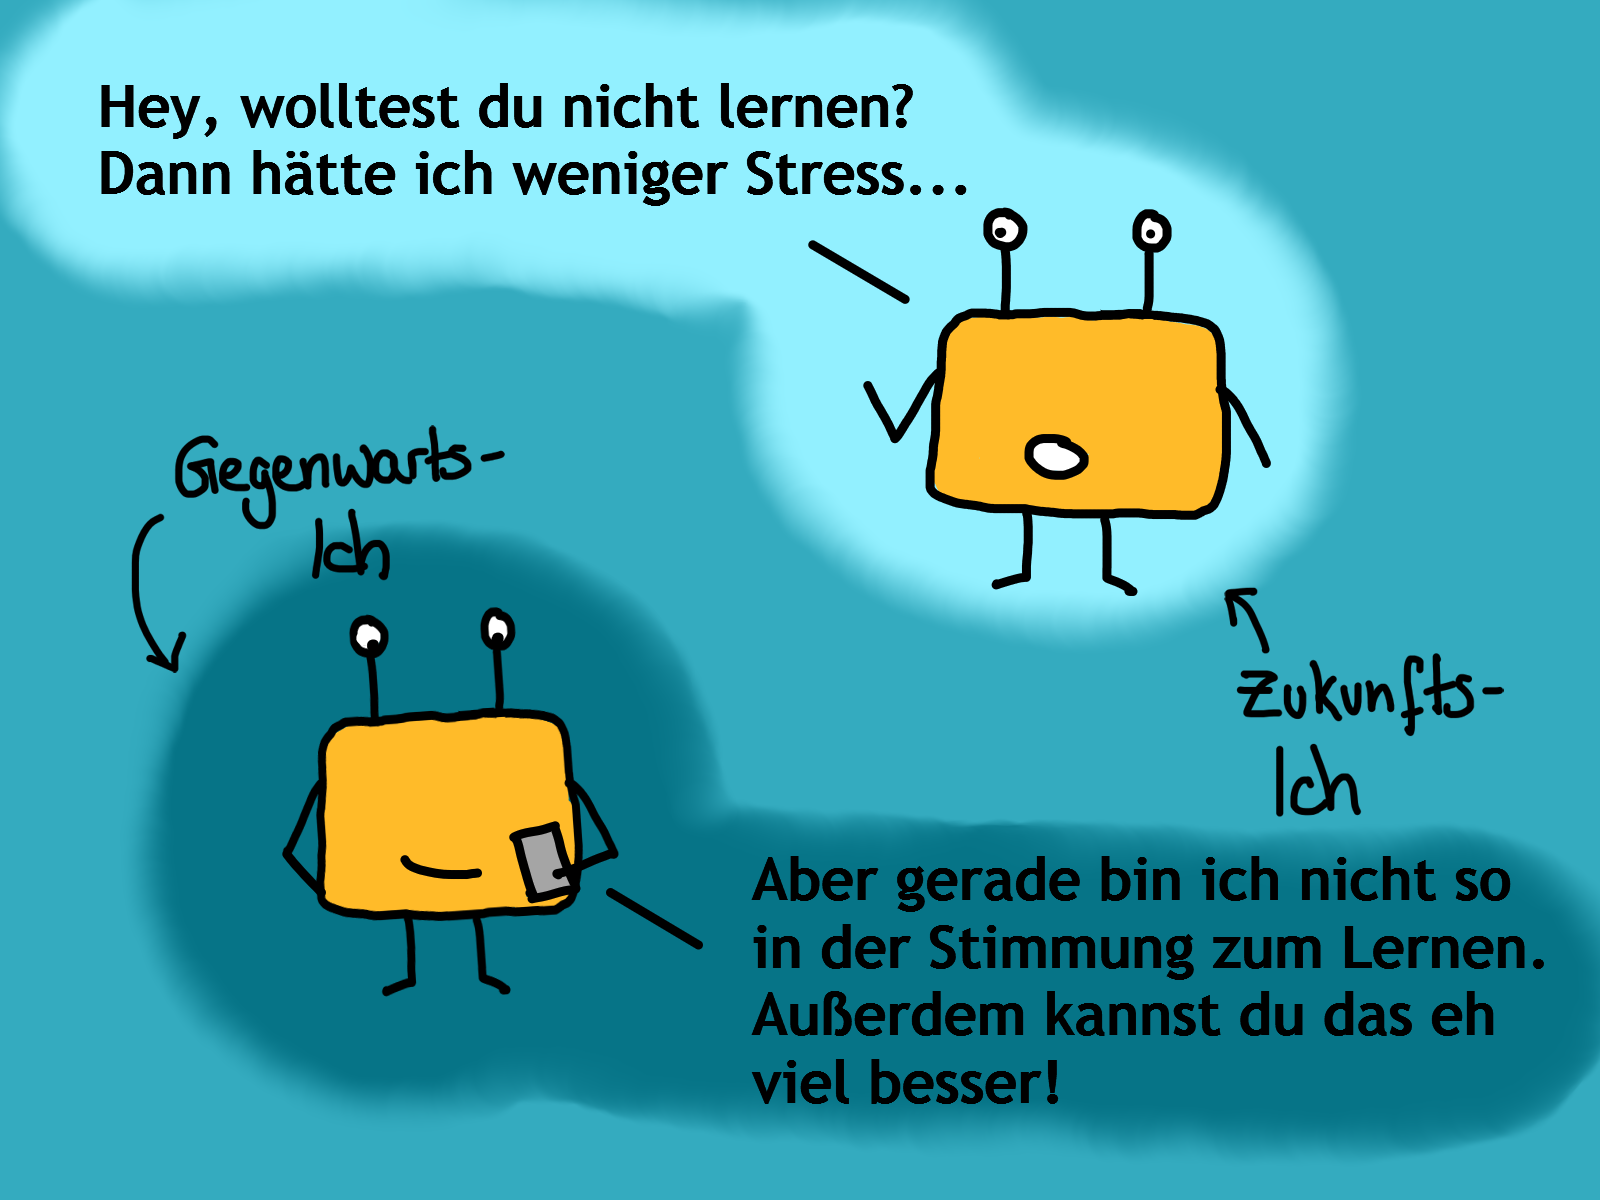 Hey, wolltest du nicht lernen?
Dann hätte ich weniger Stress...
Gegenwarts-
Ich
Zukunfts-
Ich
Aber gerade bin ich nicht so
in der Stimmung zum Lernen.
Außerdem kannst du das eh
viel besser!